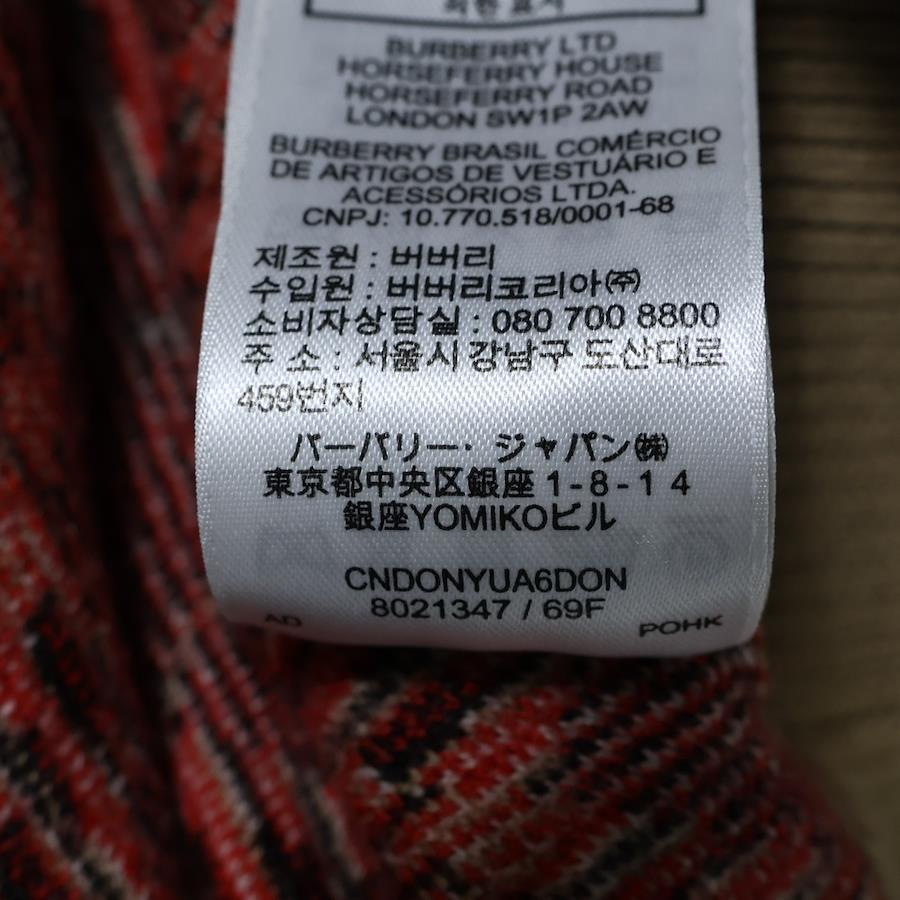 의한 표시
BURBERRY LTD
HORSEFERRY HOUSE
HORSEFERRY ROAD
LONDON SW1P 2AW
BURBERRY BRASIL COMÉRCIO
DE ARTIGOS DE VESTUÁRIO E
ACESSÓRIOS LTDA.
CNPJ: 10.770.518/0001-68
제조원 : 버버리
수입원 : 버버리코리아㈜
소비자상담실 : 080 700 8800
주 소 : 서울시 강남구 도산대로
459번지
バーバリー・ジャパン㈱
東京都中央区銀座1-8-14
銀座YOMIKOビル
CNDONYUA6DON
8021347 / 69F
AD
POHK